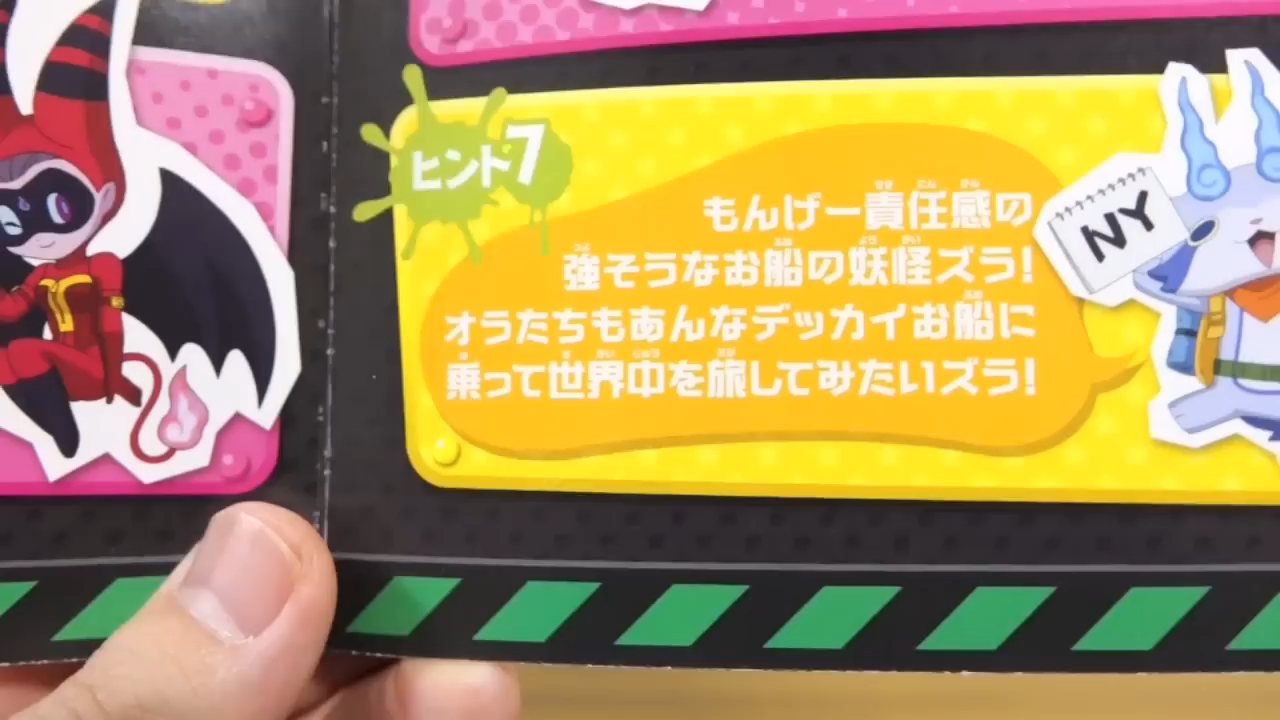 ヒンド7
もんげー責任感の
強そうなお船の妖怪ズラ!
オラたちもあんなデッカイお船に
乗って世界中を旅してみたいズラ!
NY